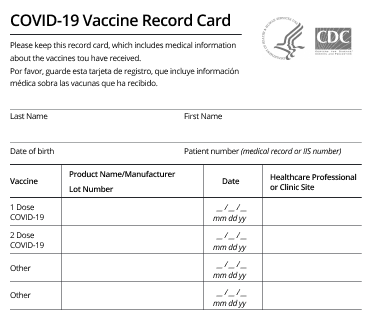 COVID-19 Vaccine Record Card
Please keep this record card, which includes medical information
about the vaccines tou have received.
Por favor, guarde esta tarjeta de registro, que incluye información
médica sobra las vacunas que ha recibido.
CDC
Last Name First Name
Date of birth Patient number (medical record or IIS number)
Vaccine Product Name/Manufacturer Lot Number Date Healthcare Professional or Clinic Site
1 Dose
COVID-19
__ /__ /__
mm dd yy
2 Dose
COVID-19
__ /__ /__
mm dd yy
Other
__ /__ /__
mm dd yy
Other
__ /__ /__
mm dd yy